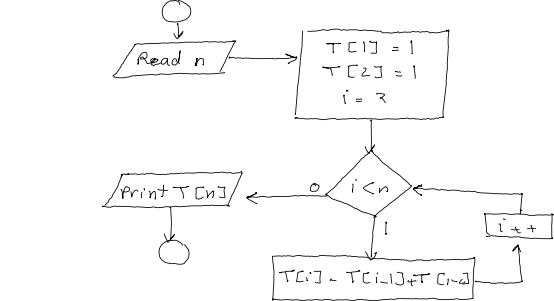 Read n
T[1] = 1
T[2] = 1
i = 3
i < n
0
1
Print T[n]
i++
T[i] - T[i-1] + T[i-2]